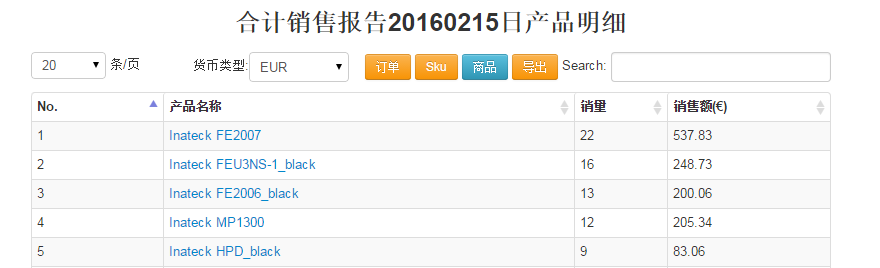 合计销售报告20160215日产品明细
20 条/页 货币类型: EUR 订单 Sku 商品 导出 Search:
No. 产品名称 销量 销售额(€)
1 Inateck FE2007 22 537.83
2 Inateck FEU3NS-1_black 16 248.73
3 Inateck FE2006_black 13 200.06
4 Inateck MP1300 12 205.34
5 Inateck HPD_black 9 83.06